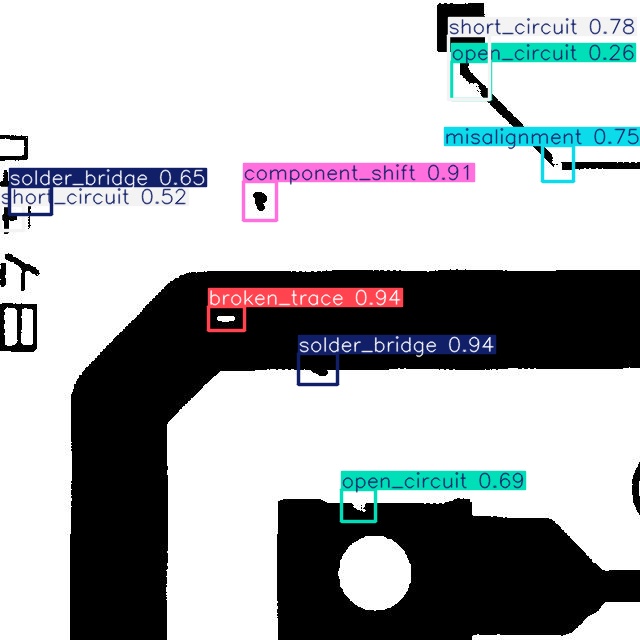 short_circuit 0.78
open_circuit 0.26
misalignment 0.75
solder_bridge 0.65
component_shift 0.91
short_circuit 0.52
broken_trace 0.94
solder_bridge 0.94
open_circuit 0.69